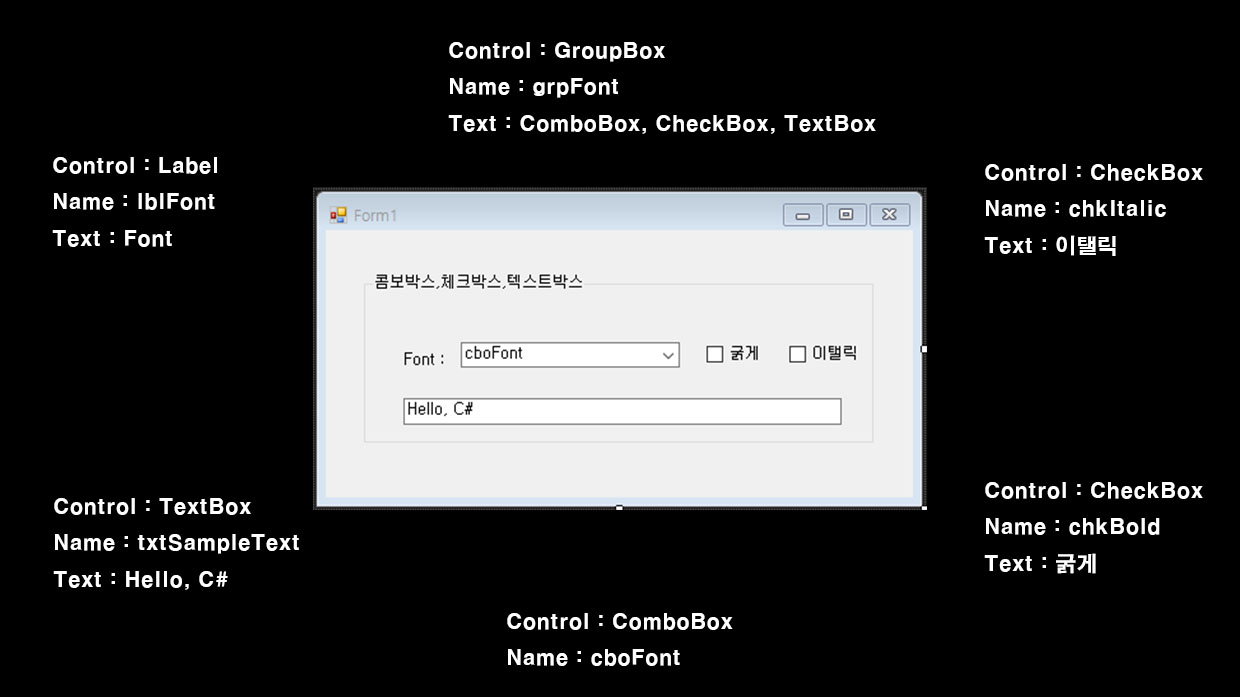 Control : GroupBox
Name : grpFont
Text : ComboBox, CheckBox, TextBox
Control : Label
Name : lblFont
Text : Font
Control : CheckBox
Name : chkItalic
Text : 이탤릭
Form1
콤보박스,체크박스,텍스트박스
Font : cboFont 굵게 이탤릭
Hello, C#
Control : TextBox
Name : txtSampleText
Text : Hello, C#
Control : CheckBox
Name : chkBold
Text : 굵게
Control : ComboBox
Name : cboFont